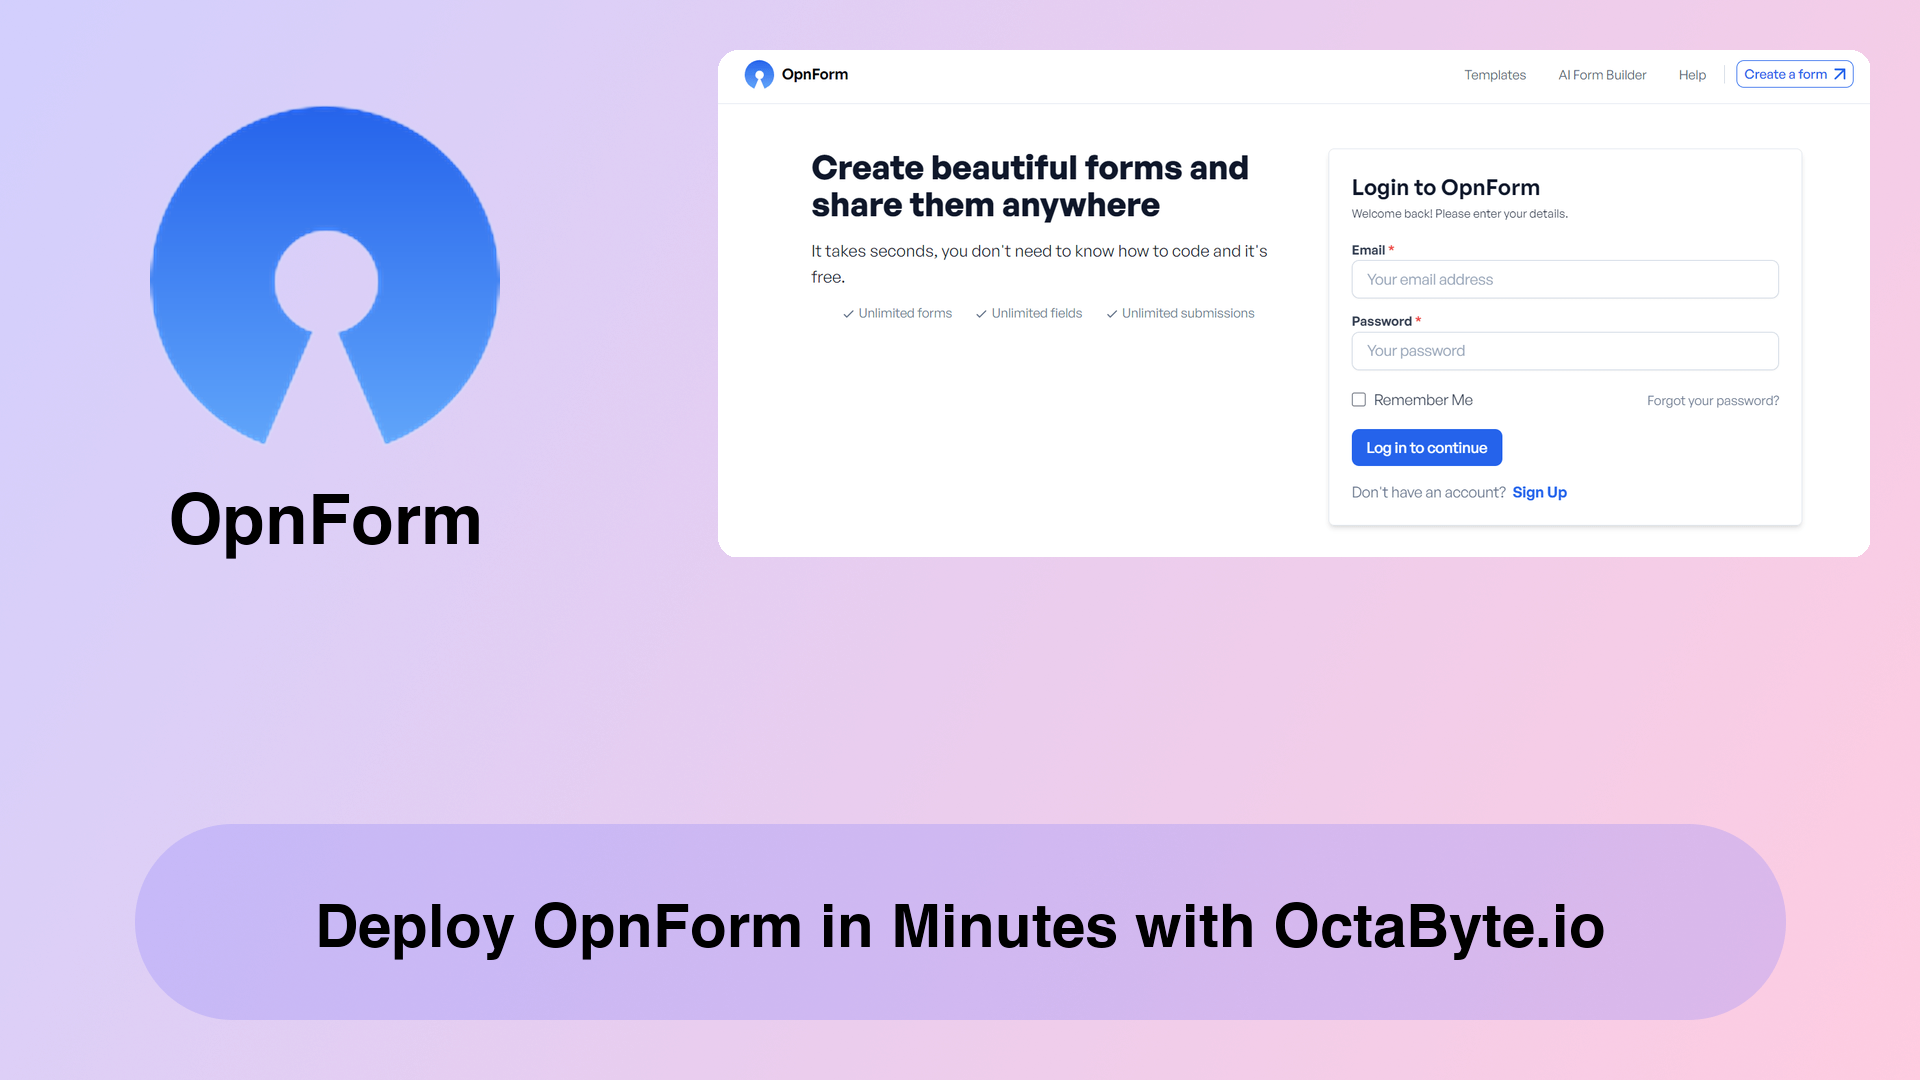 OpnForm
OpnForm
Templates
AI Form Builder
Help
Create a form
Create beautiful forms and
share them anywhere
It takes seconds, you don't need to know how to code and it's
free.
Unlimited forms
Unlimited fields
Unlimited submissions
Login to OpnForm
Welcome back! Please enter your details.
Email *
Your email address
Password *
Your password
Remember Me
Forgot your password?
Log in to continue
Don't have an account? Sign Up
Deploy OpnForm in Minutes with OctaByte.io